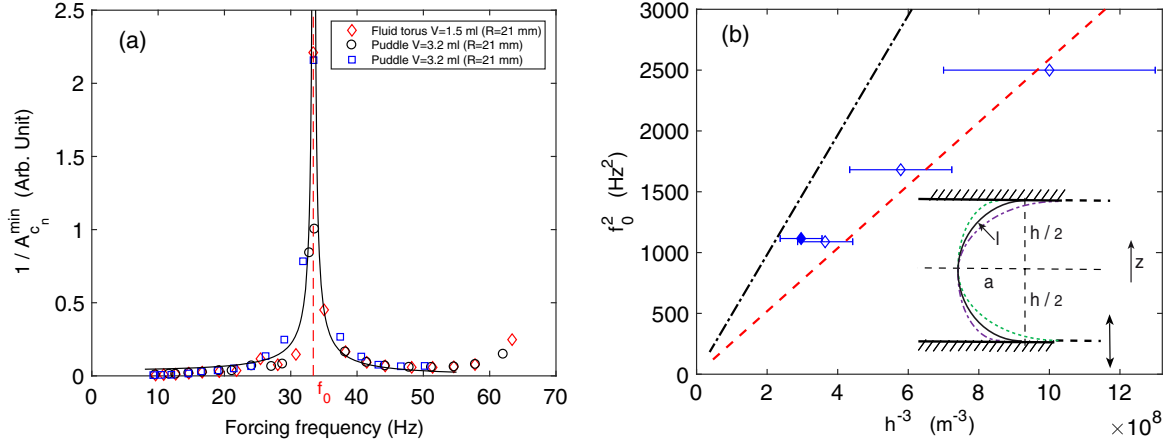 (a)
Fluid torus V=1.5 ml (R=21 mm)
Puddle V=3.2 ml (R=21 mm)
Puddle V=3.2 ml (R=21 mm)
2.5
2
1.5
1
0.5
0
1 / A_{c_n}^{min} (Arb. Unit)
0 10 20 30 40 50 60 70
f_0
Forcing frequency (Hz)
(b)
3000
2500
2000
1500
1000
500
0
f_0^2 (Hz^2)
l
h / 2
a
h / 2
z
0 2 4 6 8 10 12
h^{-3} (m^{-3})
×10^8